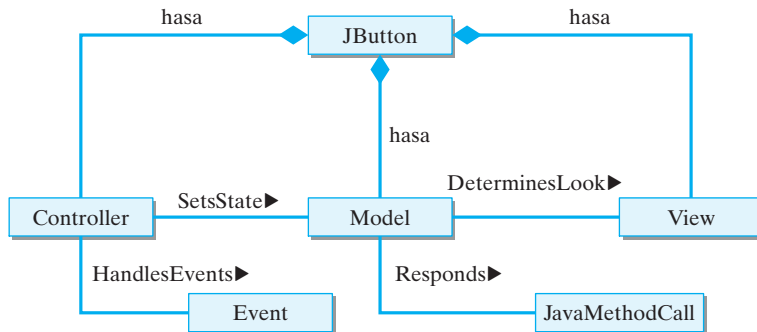 hasa
JButton
hasa
hasa
Controller
SetsState▶
Model
DeterminesLook▶
View
HandlesEvents▶
Event
Responds▶
JavaMethodCall